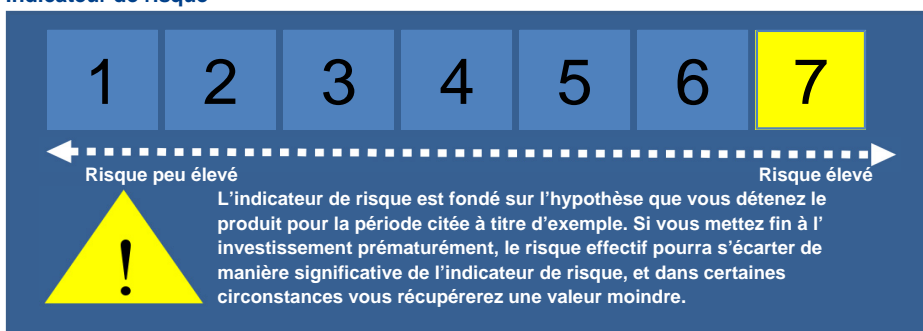 Indicateur de risque
1 2 3 4 5 6 7
Risque peu élevé Risque élevé
L'indicateur de risque est fondé sur l'hypothèse que vous détenez le
produit pour la période citée à titre d'exemple. Si vous mettez fin à l'
investissement prématurément, le risque effectif pourra s'écarter de
manière significative de l'indicateur de risque, et dans certaines
circonstances vous récupérerez une valeur moindre.
!